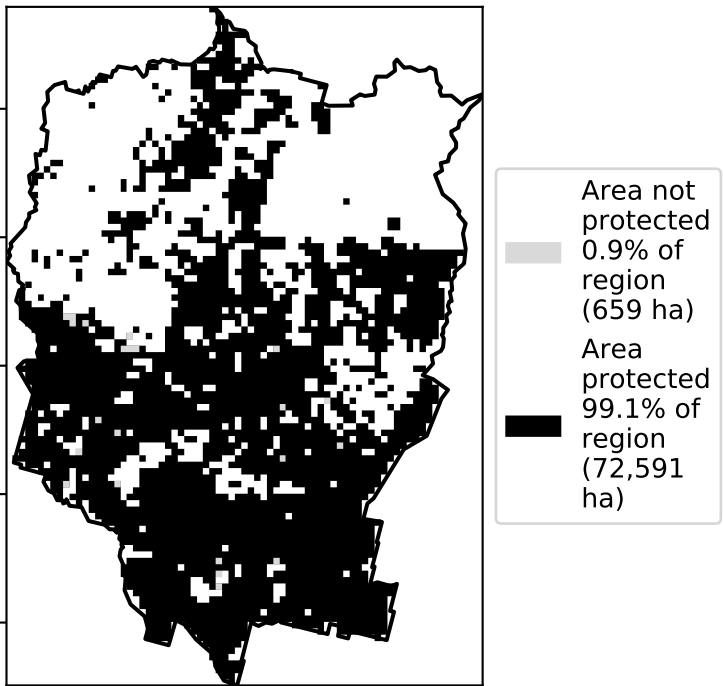 Area not
protected
0.9% of
region
(659 ha)
Area
protected
99.1% of
region
(72,591
ha)